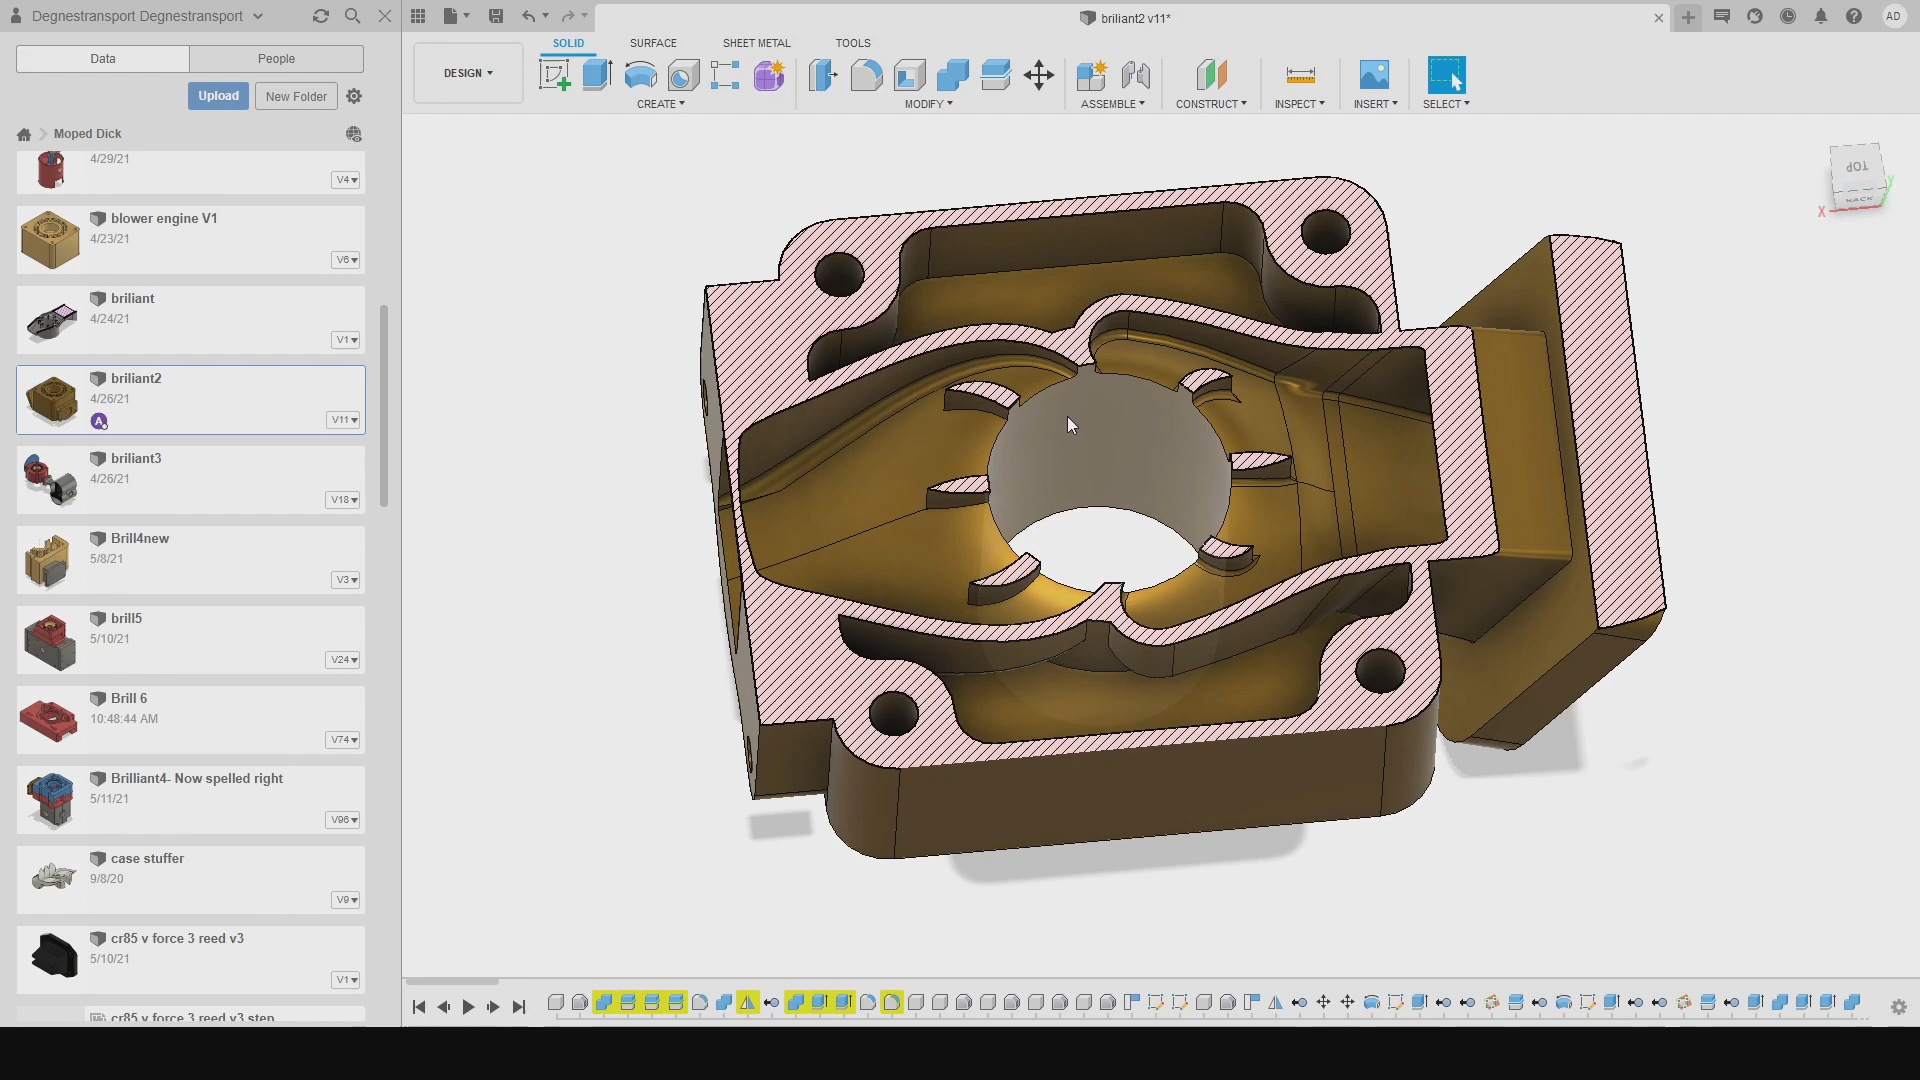 Degnestransport Degnestransport
briliant2 v11*
AD
Data
People
Upload
New Folder
Moped Dick
4/29/21
V4
blower engine V1
4/23/21
V6
briliant
4/24/21
V1
briliant2
4/26/21
A
V11
briliant3
4/26/21
V18
Brill4new
5/8/21
V3
brill5
5/10/21
V24
Brill 6
10:48:44 AM
V74
Brilliant4- Now spelled right
5/11/21
V96
case stuffer
9/8/20
V9
cr85 v force 3 reed v3
5/10/21
V1
cr85 v force 3 reed v3.step
SOLID
SURFACE
SHEET METAL
TOOLS
DESIGN
CREATE
MODIFY
ASSEMBLE
CONSTRUCT
INSPECT
INSERT
SELECT
TOP
BACK
X
Y